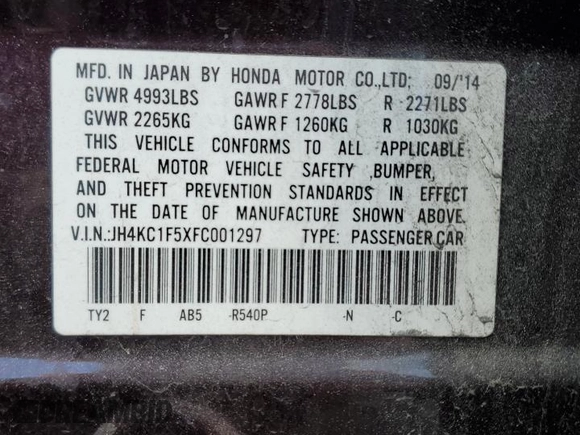 MFD. IN JAPAN BY HONDA MOTOR CO.,LTD; 09/'14
GVWR 4993LBS GAWR F 2778LBS R 2271LBS
GVWR 2265KG GAWR F 1260KG R 1030KG
THIS VEHICLE CONFORMS TO ALL APPLICABLE
FEDERAL MOTOR VEHICLE SAFETY ,BUMPER,
AND THEFT PREVENTION STANDARDS IN EFFECT
ON THE DATE OF MANUFACTURE SHOWN ABOVE.
V.I.N.:JH4KC1F5XFC001297 TYPE: PASSENGER CAR
TY2 F AB5 -R540P -N -C